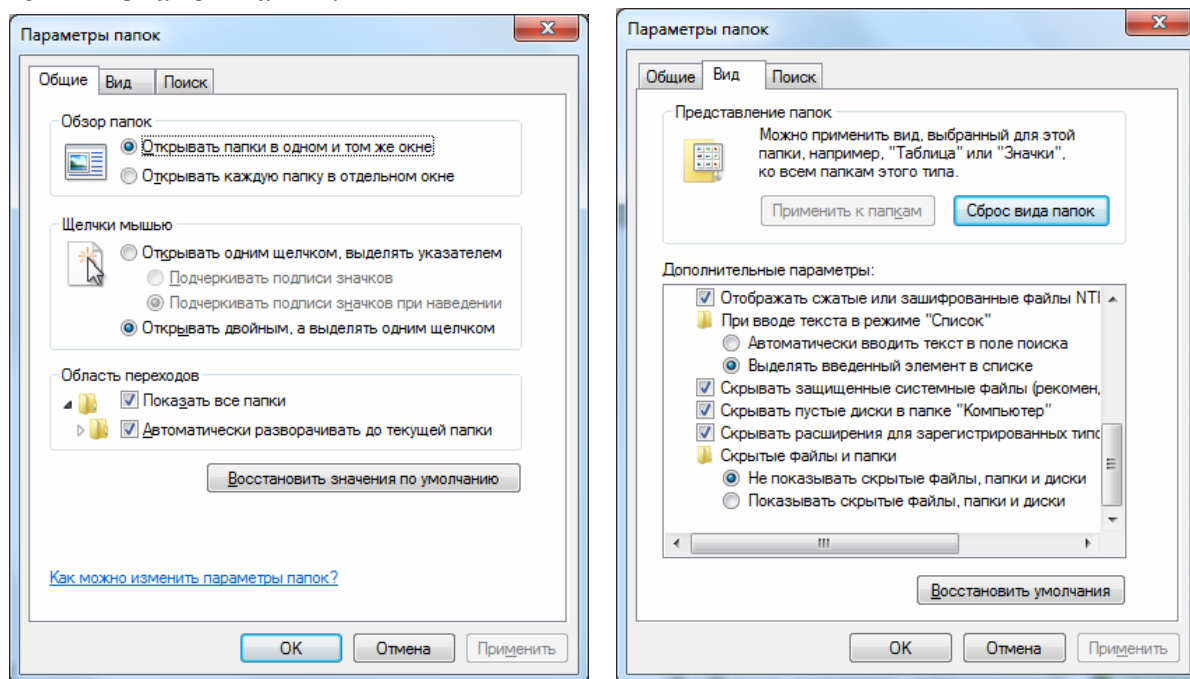 Параметры папок
Общие
Вид
Поиск
Обзор папок
Открывать папки в одном и том же окне
Открывать каждую папку в отдельном окне
Щелчки мышью
Открывать одним щелчком, выделять указателем
Подчеркивать подписи значков
Подчеркивать подписи значков при наведении
Открывать двойным, а выделять одним щелчком
Область переходов
Показать все папки
Автоматически разворачивать до текущей папки
Восстановить значения по умолчанию
Как можно изменить параметры папок?
OK
Отмена
Применить
Параметры папок
Общие
Вид
Поиск
Представление папок
Можно применить вид, выбранный для этой
папки, например, "Таблица" или "Значки",
ко всем папкам этого типа.
Применить к папкам
Сброс вида папок
Дополнительные параметры:
Отображать сжатые или зашифрованные файлы
При вводе текста в режиме "Список"
Автоматически вводить текст в поле поиска
Выделять введенный элемент в списке
Скрывать защищенные системные файлы (рекомен,
Скрывать пустые диски в папке "Компьютер"
Скрывать расширения для зарегистрированных типо
Скрытые файлы и папки
Не показывать скрытые файлы, папки и диски
Показывать скрытые файлы, папки и диски
Восстановить умолчания
OK
Отмена
Применить